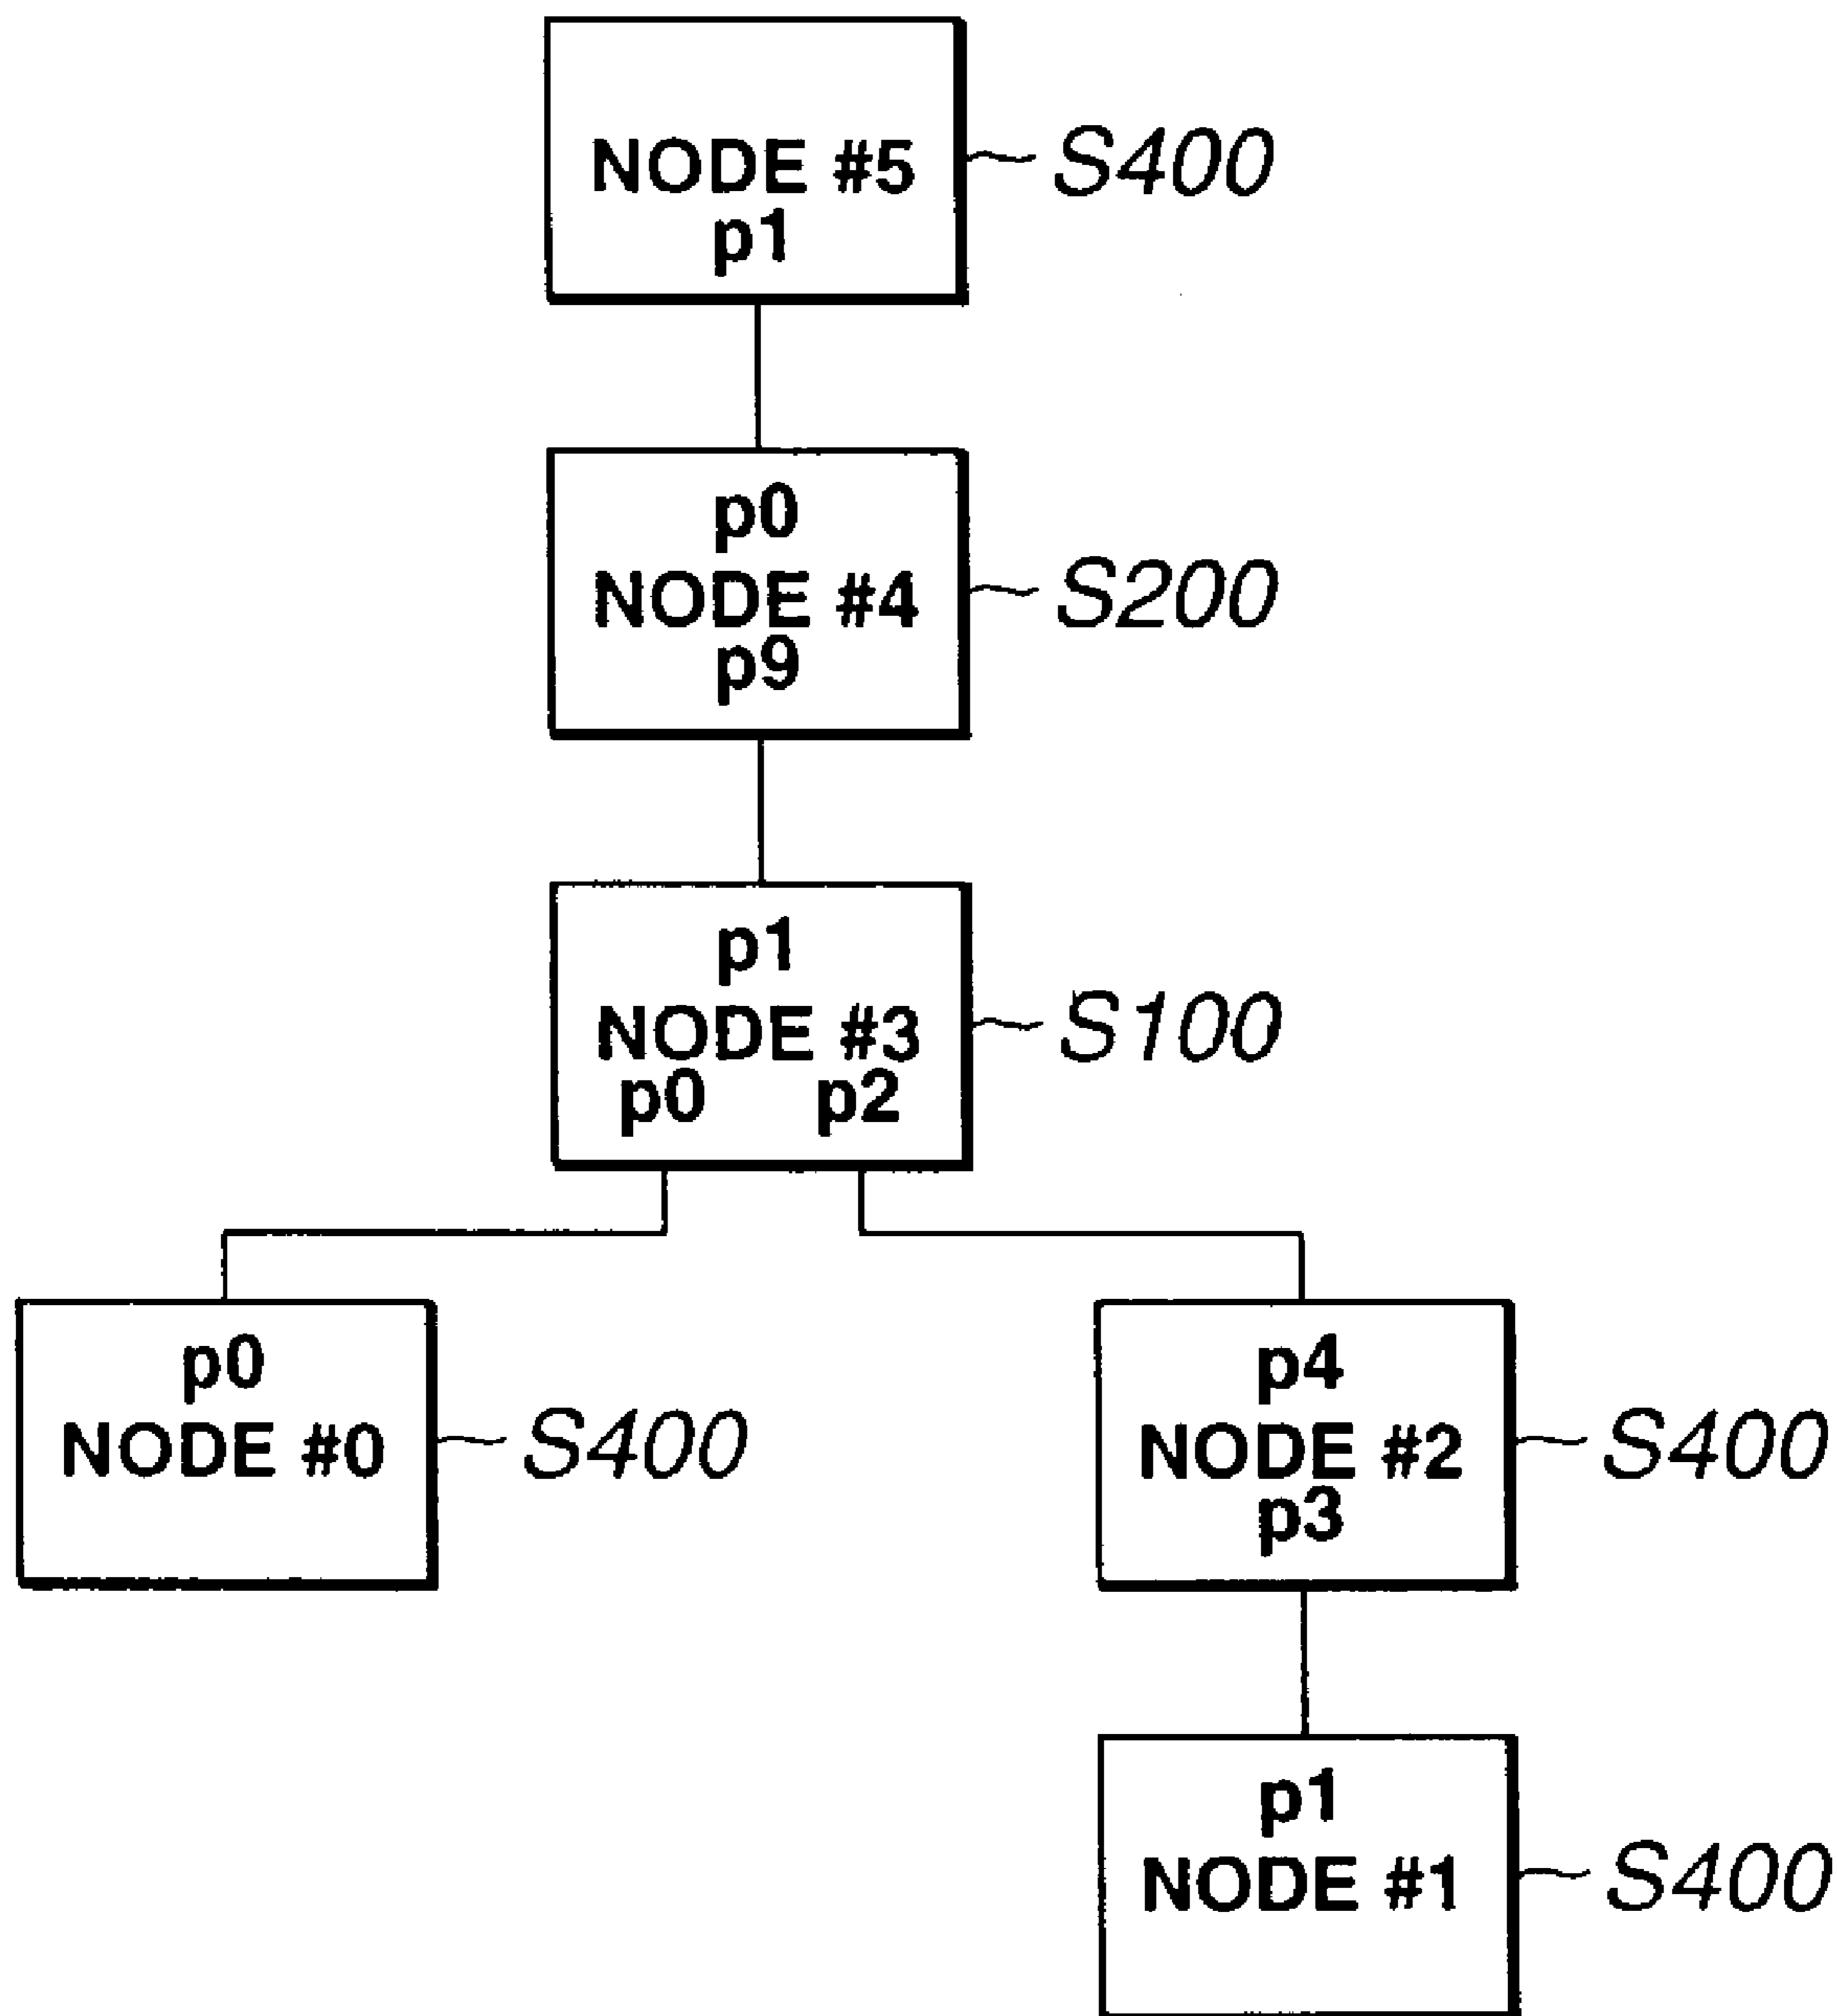 NODE #5
p1
S400
p0
NODE #4
p9
S200
p1
NODE #3
p0 p2
S100
p0
NODE #0
S400
p4
NODE #2
p3
S400
p1
NODE #1
S400